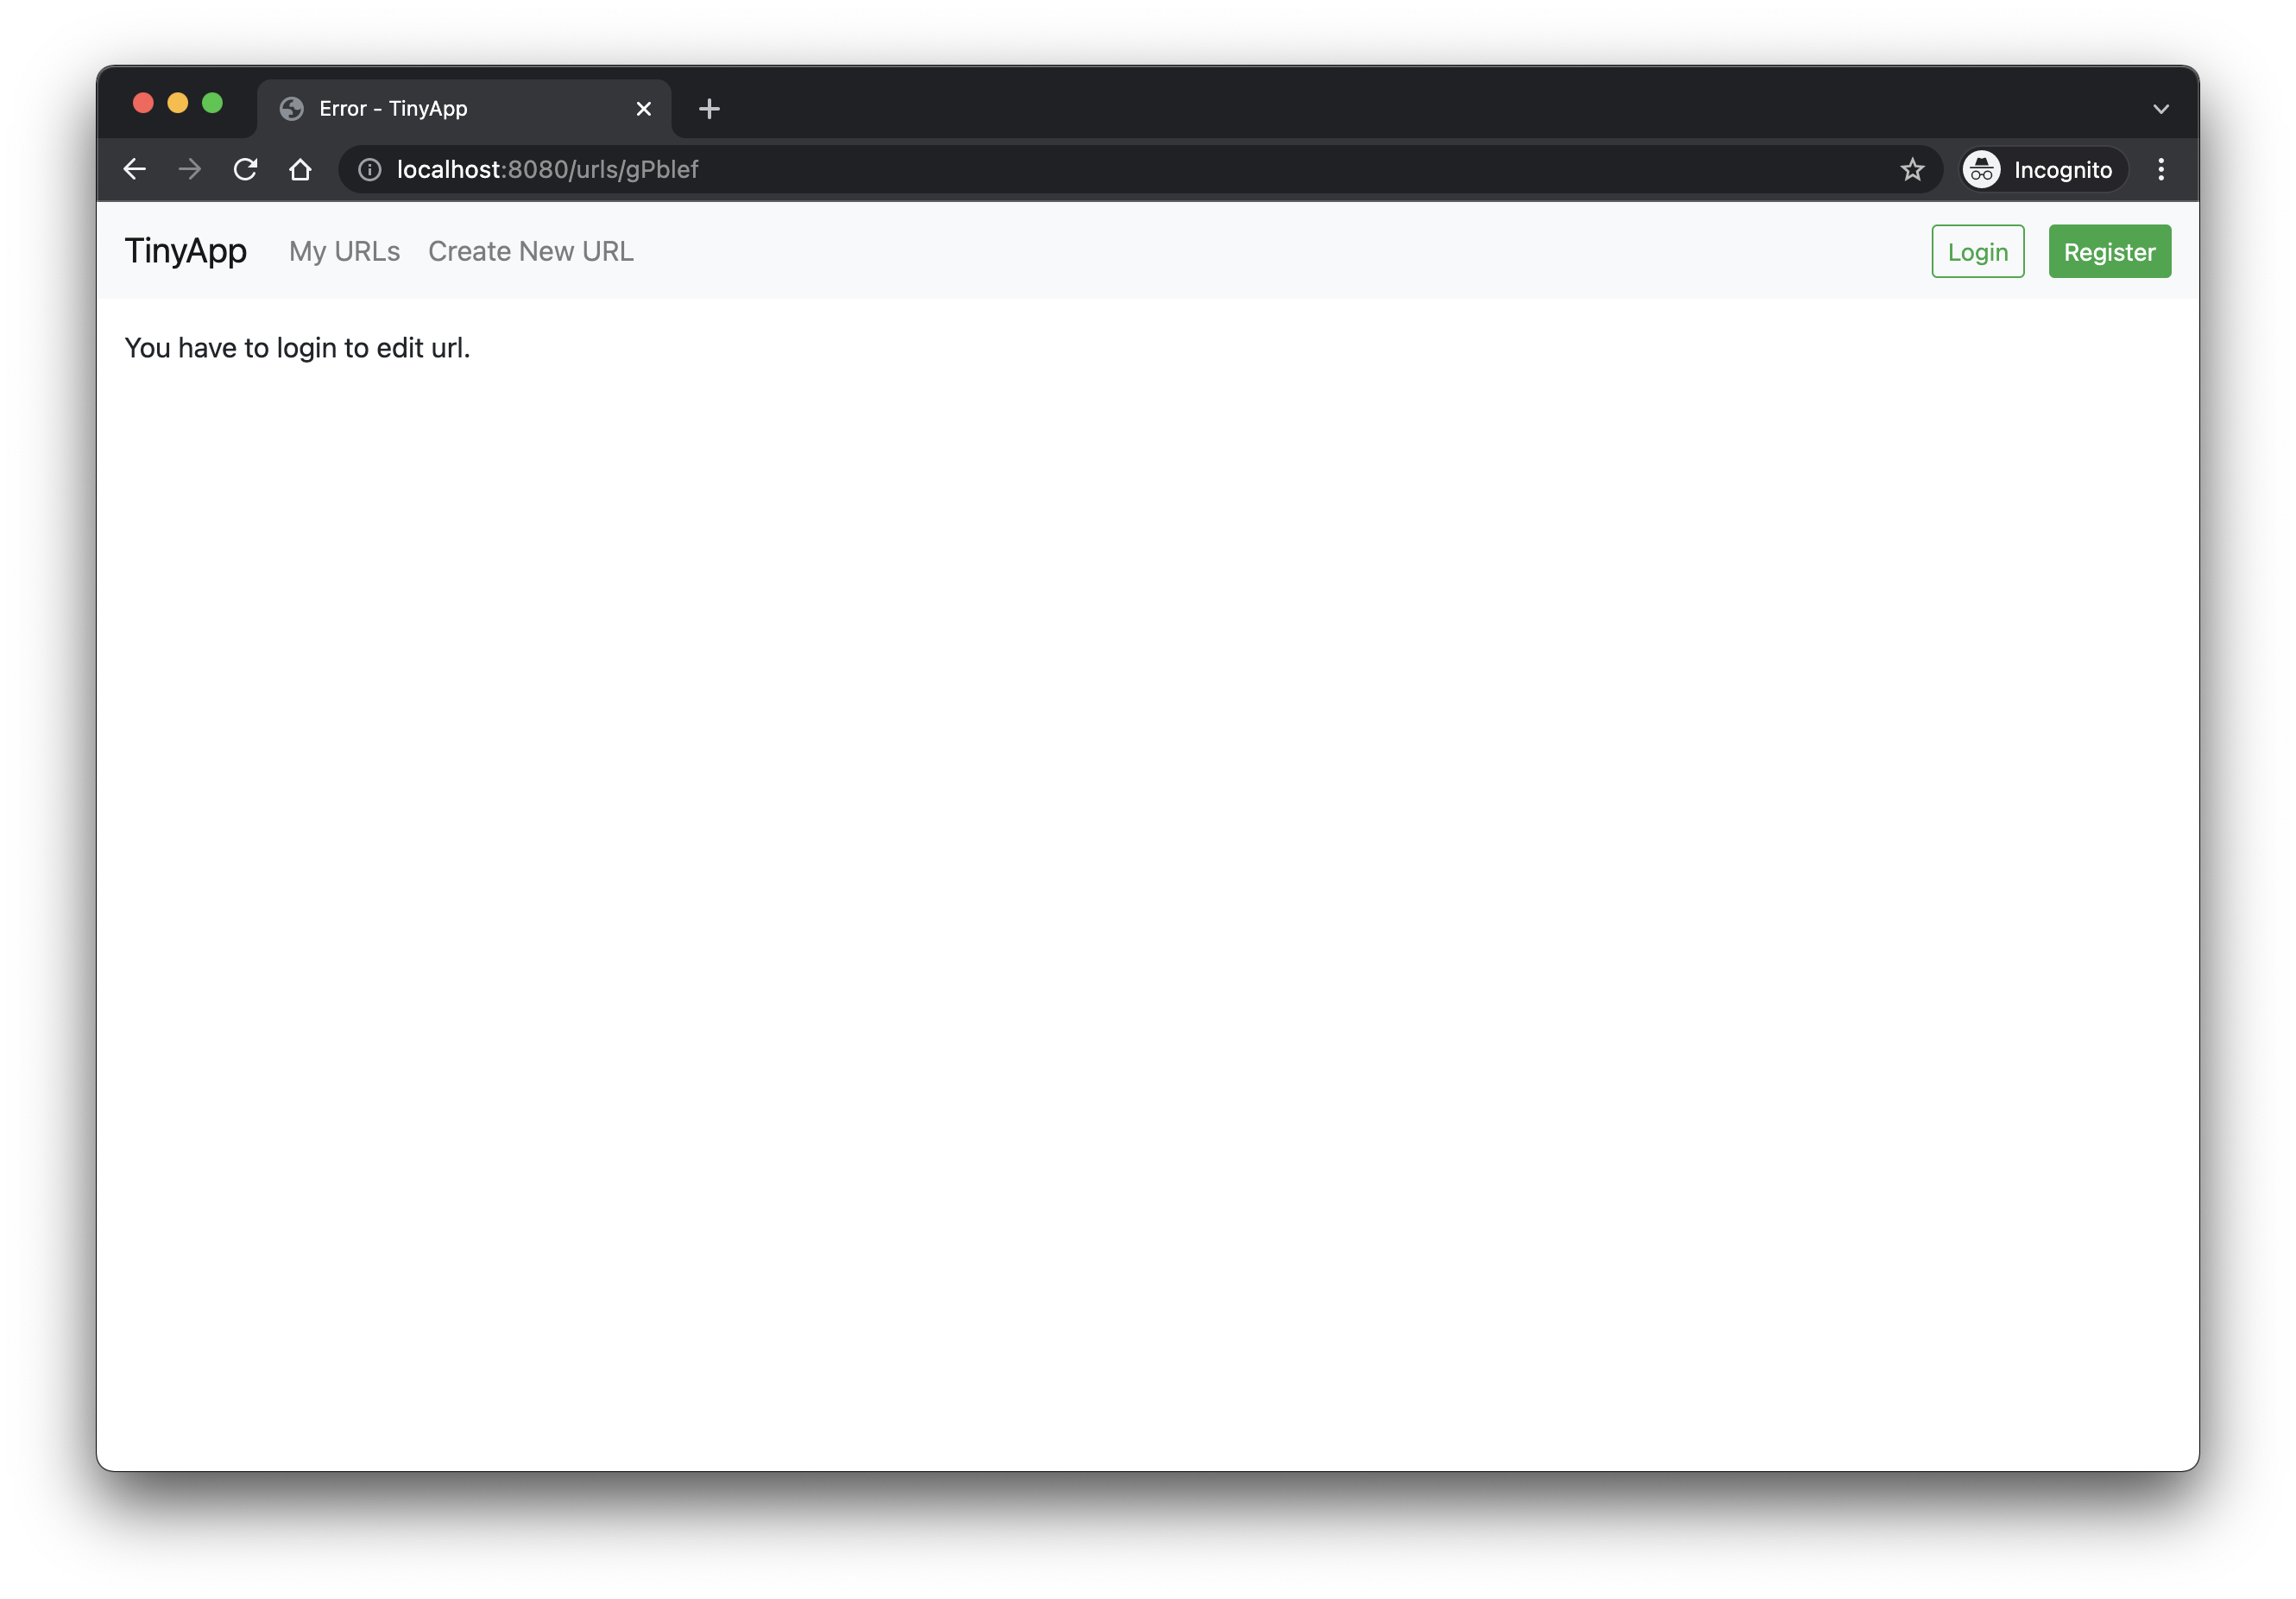 Error - TinyApp
localhost:8080/urls/gPblef
Incognito
TinyApp My URLs Create New URL Login Register
You have to login to edit url.